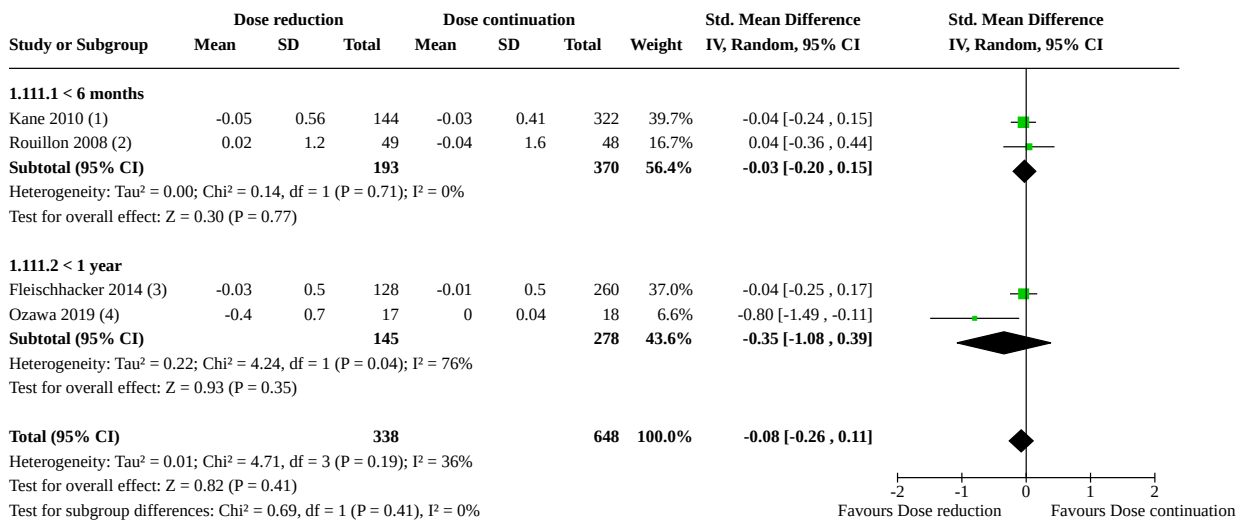 Dose reduction Dose continuation Std. Mean Difference Std. Mean Difference
Study or Subgroup Mean SD Total Mean SD Total Weight IV, Random, 95% CI IV, Random, 95% CI
1.111.1 < 6 months
Kane 2010 (1) -0.05 0.56 144 -0.03 0.41 322 39.7% -0.04 [-0.24 , 0.15]
Rouillon 2008 (2) 0.02 1.2 49 -0.04 1.6 48 16.7% 0.04 [-0.36 , 0.44]
Subtotal (95% CI) 193 370 56.4% -0.03 [-0.20 , 0.15]
Heterogeneity: Tau² = 0.00; Chi² = 0.14, df = 1 (P = 0.71); I² = 0%
Test for overall effect: Z = 0.30 (P = 0.77)
1.111.2 < 1 year
Fleischhacker 2014 (3) -0.03 0.5 128 -0.01 0.5 260 37.0% -0.04 [-0.25 , 0.17]
Ozawa 2019 (4) -0.4 0.7 17 0 0.04 18 6.6% -0.80 [-1.49 , -0.11]
Subtotal (95% CI) 145 278 43.6% -0.35 [-1.08 , 0.39]
Heterogeneity: Tau² = 0.22; Chi² = 4.24, df = 1 (P = 0.04); I² = 76%
Test for overall effect: Z = 0.93 (P = 0.35)
Total (95% CI) 338 648 100.0% -0.08 [-0.26 , 0.11]
Heterogeneity: Tau² = 0.01; Chi² = 4.71, df = 3 (P = 0.19); I² = 36%
Test for overall effect: Z = 0.82 (P = 0.41)
-2 -1 0 1 2
Test for subgroup differences: Chi² = 0.69, df = 1 (P = 0.41), I² = 0%
Favours Dose reduction Favours Dose continuation